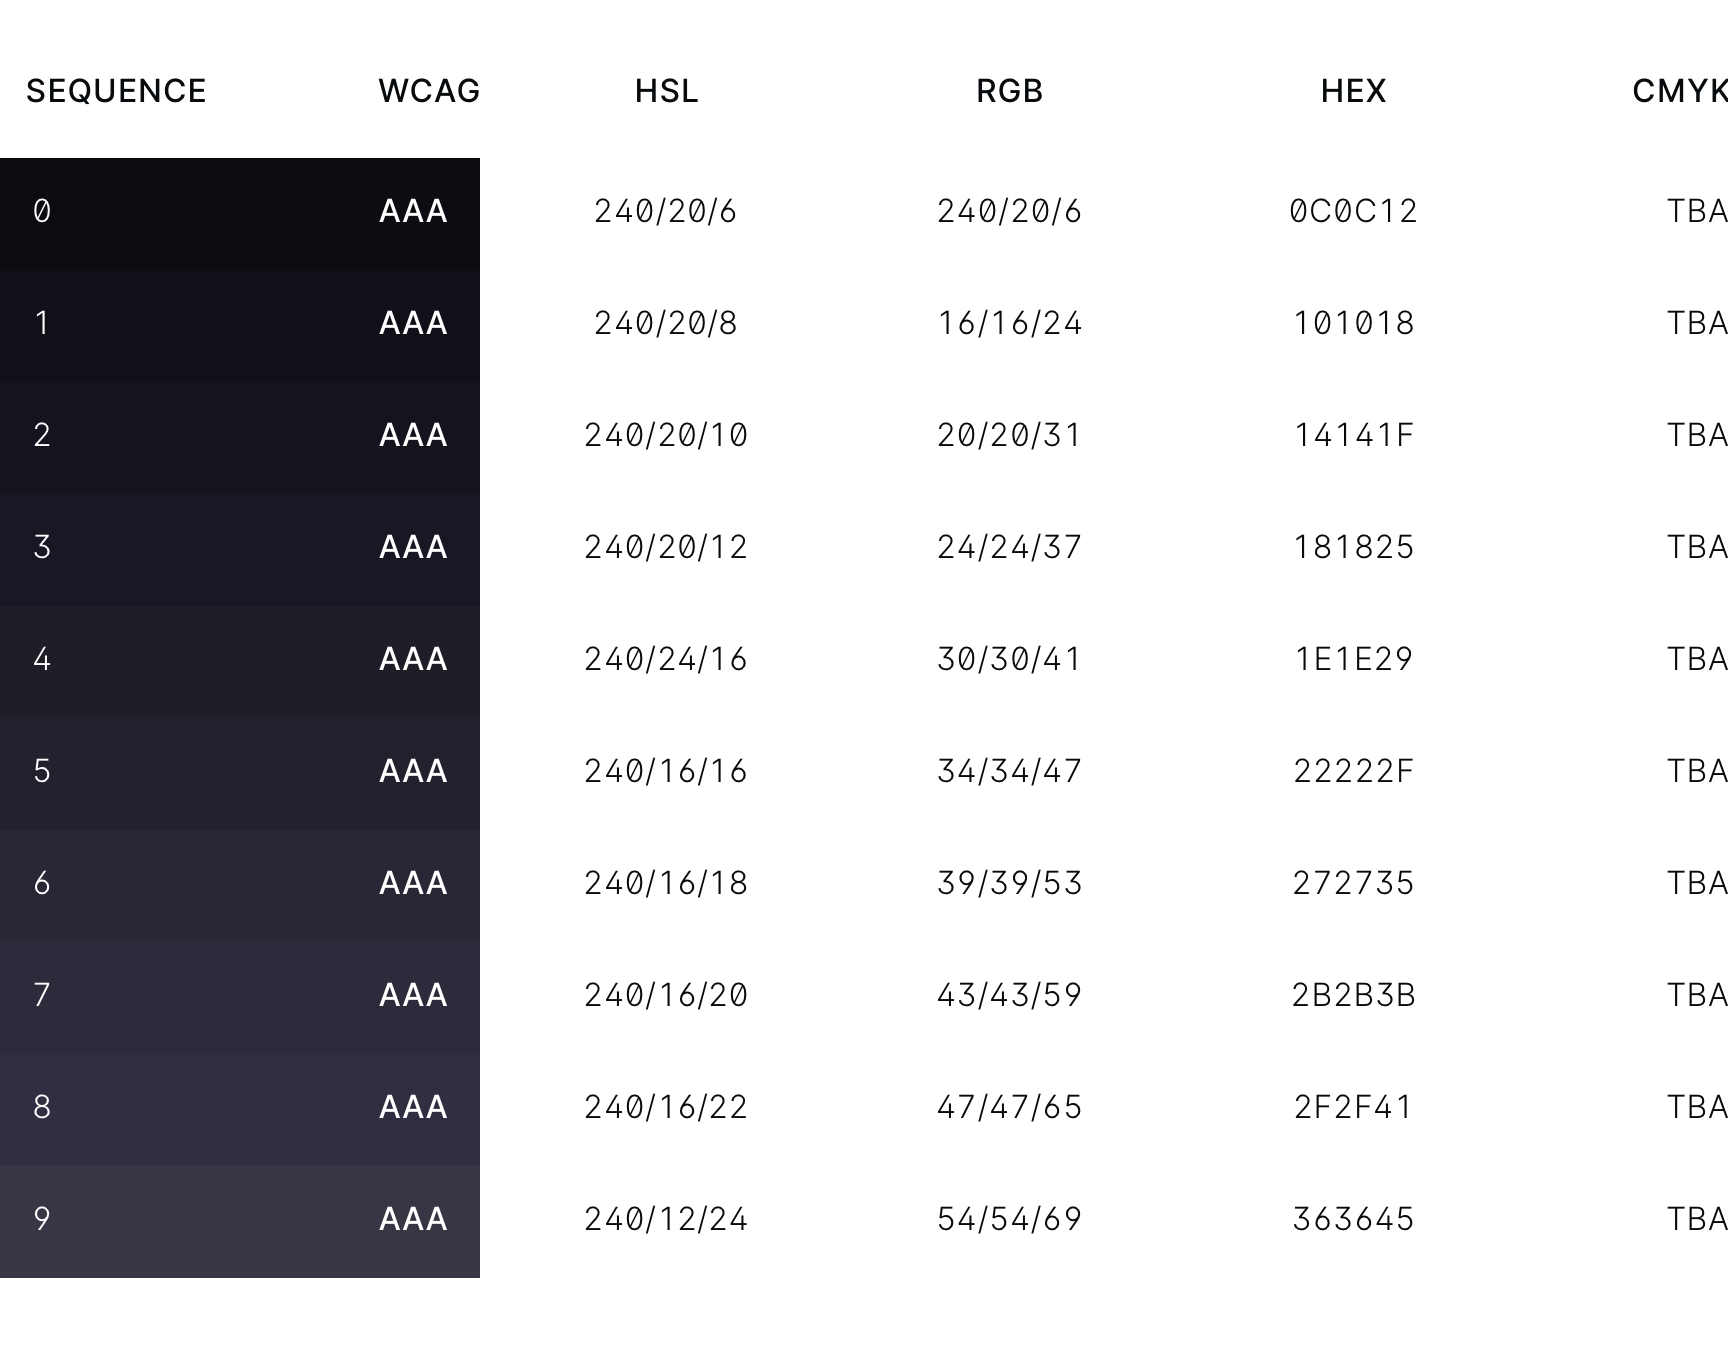 SEQUENCE WCAG HSL RGB HEX CMYK
0 AAA 240/20/6 240/20/6 0C0C12 TBA
1 AAA 240/20/8 16/16/24 101018 TBA
2 AAA 240/20/10 20/20/31 14141F TBA
3 AAA 240/20/12 24/24/37 181825 TBA
4 AAA 240/24/16 30/30/41 1E1E29 TBA
5 AAA 240/16/16 34/34/47 22222F TBA
6 AAA 240/16/18 39/39/53 272735 TBA
7 AAA 240/16/20 43/43/59 2B2B3B TBA
8 AAA 240/16/22 47/47/65 2F2F41 TBA
9 AAA 240/12/24 54/54/69 363645 TBA